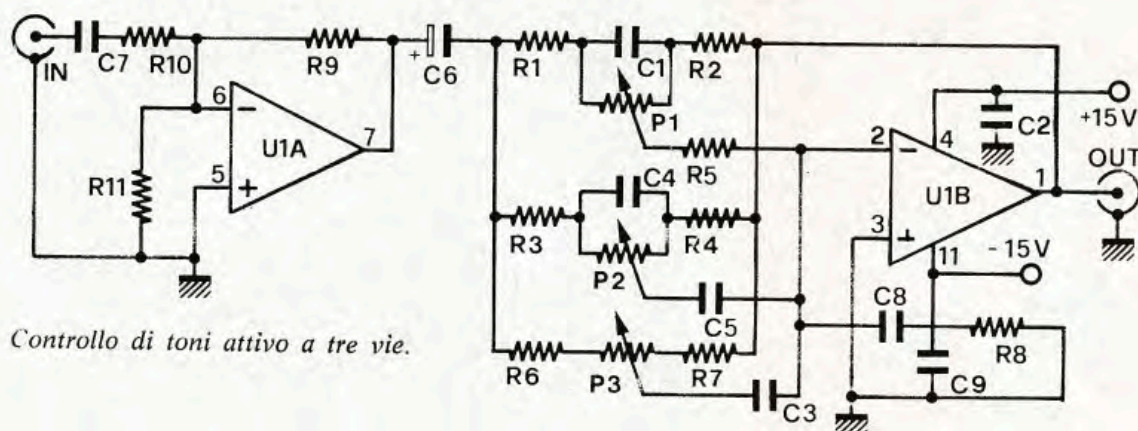 IN
C7
R10
R9
+
C6
R1
C1
R2
P1
R5
6
−
U1A
7
5
+
R11
R3
C4
R4
P2
C5
R6
P3
R7
C3
2
−
4
C2
+15V
OUT
U1B
1
3
+
11
- 15V
C8
R8
C9
Controllo di toni attivo a tre vie.